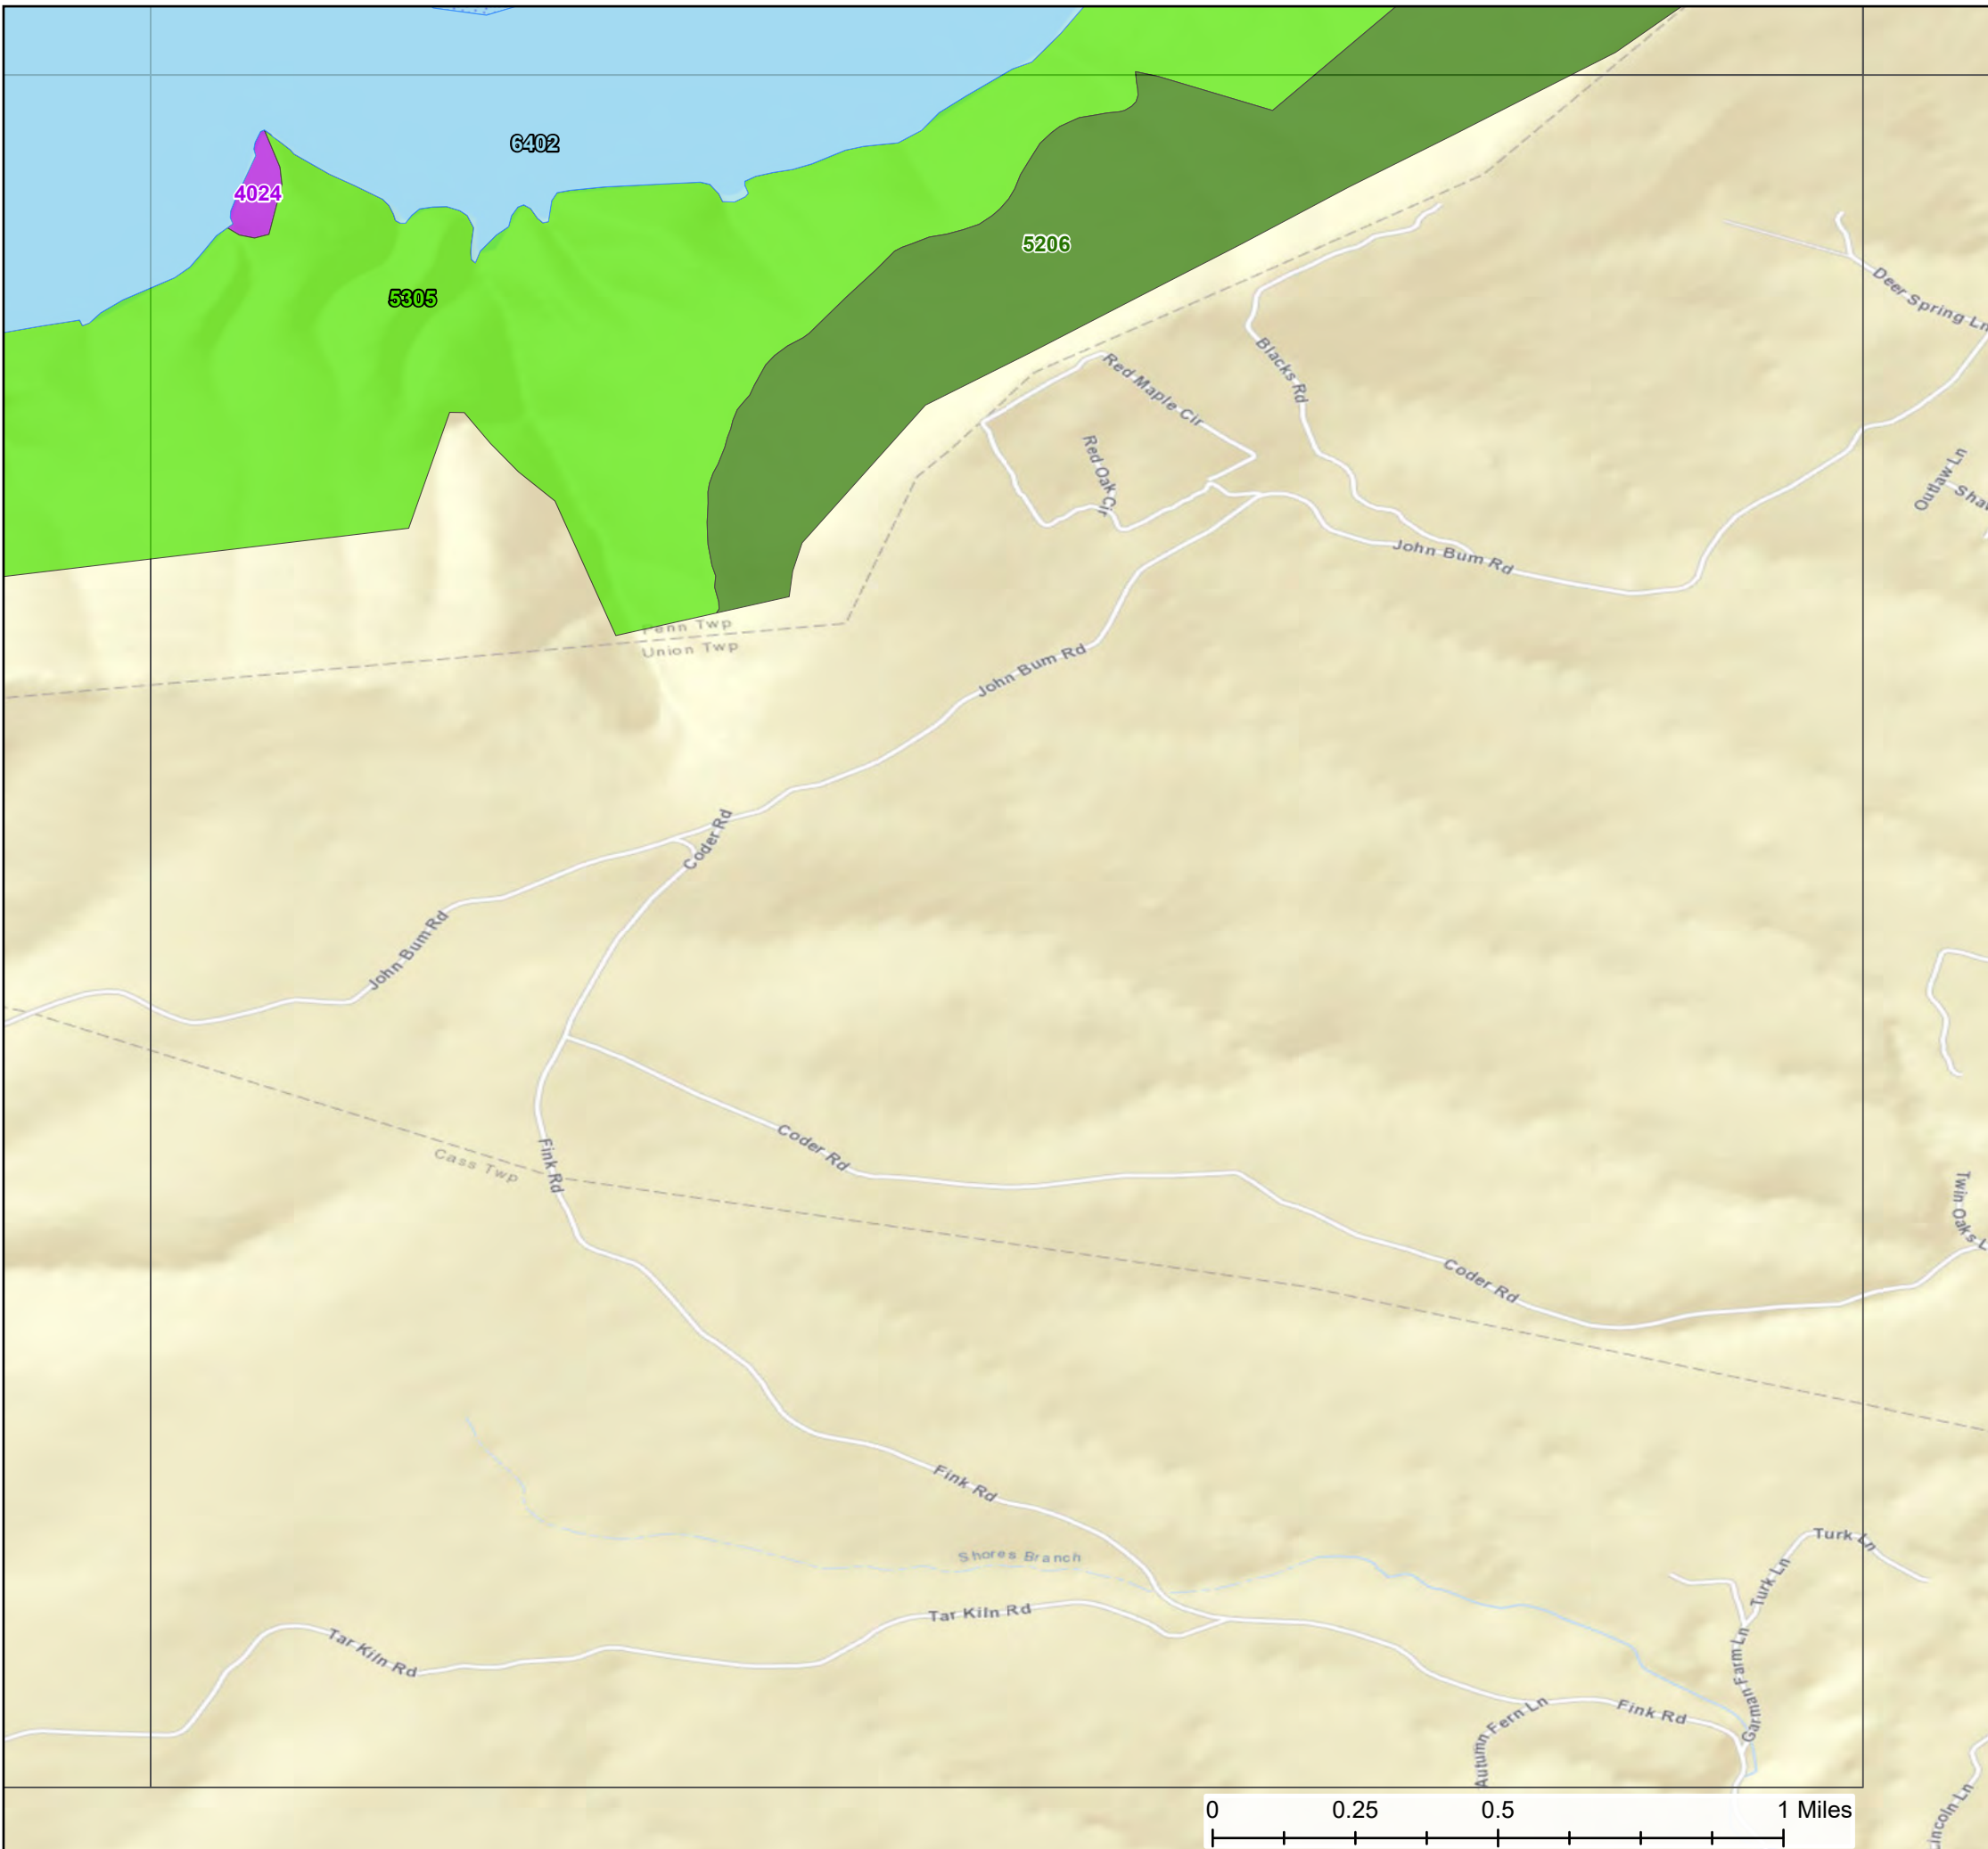 6402
4024
5206
5305
Deer Spring Ln
Blacks Rd
Red Maple Cir
Red Oak Cir
Outlaw Ln
John Bum Rd
Penn Twp
Union Twp
John Bum Rd
Coder Rd
John Bum Rd
Coder Rd
Fink Rd
Cass Twp
Twin Oaks L
Coder Rd
Fink Rd
Turk Ln
Shores Branch
Turk Ln
Tar Kiln Rd
Tar Kiln Rd
Garman Farm Ln
Fink Rd
Autumn Fern Ln
incoln Ln
0 0.25 0.5 1 Miles